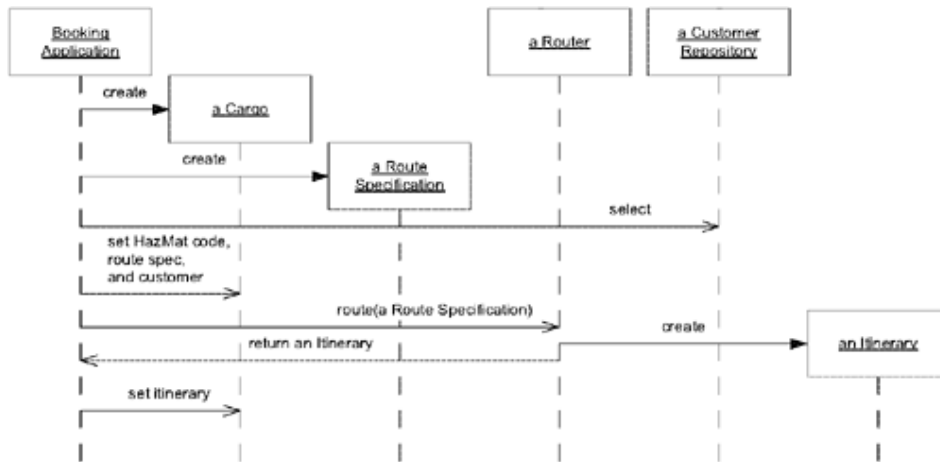 Booking
Application
a Router
a Customer
Repository
create
a Cargo
create
a Route
Specification
select
set HazMat code,
route spec,
and customer
route(a Route Specification)
create
return an Itinerary
an Itinerary
set itinerary